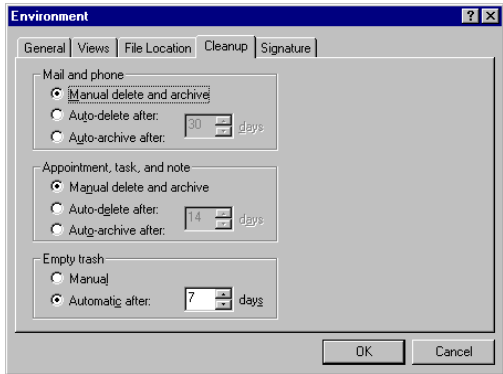 Environment
General Views File Location Cleanup Signature
Mail and phone
Manual delete and archive
Auto-delete after:
30 days
Auto-archive after:
Appointment, task, and note
Manual delete and archive
Auto-delete after:
14 days
Auto-archive after:
Empty trash
Manual
Automatic after: 7 days
OK Cancel